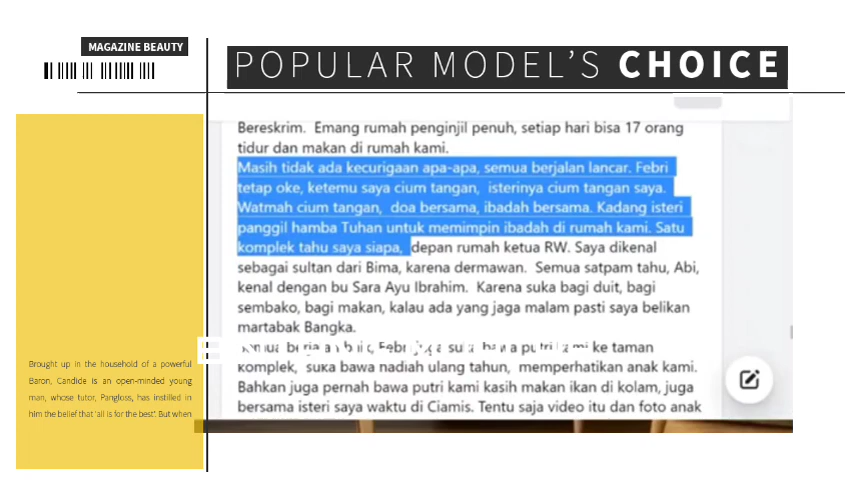 MAGAZINE BEAUTY
POPULAR MODEL'S CHOICE
Bereskrim. Emang rumah penginjil penuh, setiap hari bisa 17 orang
tidur dan makan di rumah kami.
Masih tidak ada kecurigaan apa-apa, semua berjalan lancar. Febri
tetap oke, ketemu saya cium tangan, isterinya cium tangan saya.
Watmah cium tangan, doa bersama, ibadah bersama. Kadang isteri
panggil hamba Tuhan untuk memimpin ibadah di rumah kami. Satu
komplek tahu saya siapa, depan rumah ketua RW. Saya dikenal
sebagai sultan dari Bima, karena dermawan. Semua satpam tahu, Abi,
kenal dengan bu Sara Ayu Ibrahim. Karena suka bagi duit, bagi
sembako, bagi makan, kalau ada yang jaga malam pasti saya belikan
martabak Bangka.
ke taman
komplek, suka bawa nadiah ulang tahun, memperhatikan anak kami.
Bahkan juga pernah bawa putri kami kasih makan ikan di kolam, juga
bersama isteri saya waktu di Ciamis. Tentu saja video itu dan foto anak
Brought up in the household of a powerful
Baron, Candide is an open-minded young
man, whose tutor, Pangloss, has instilled in
him the belief that 'all is for the best'. But when